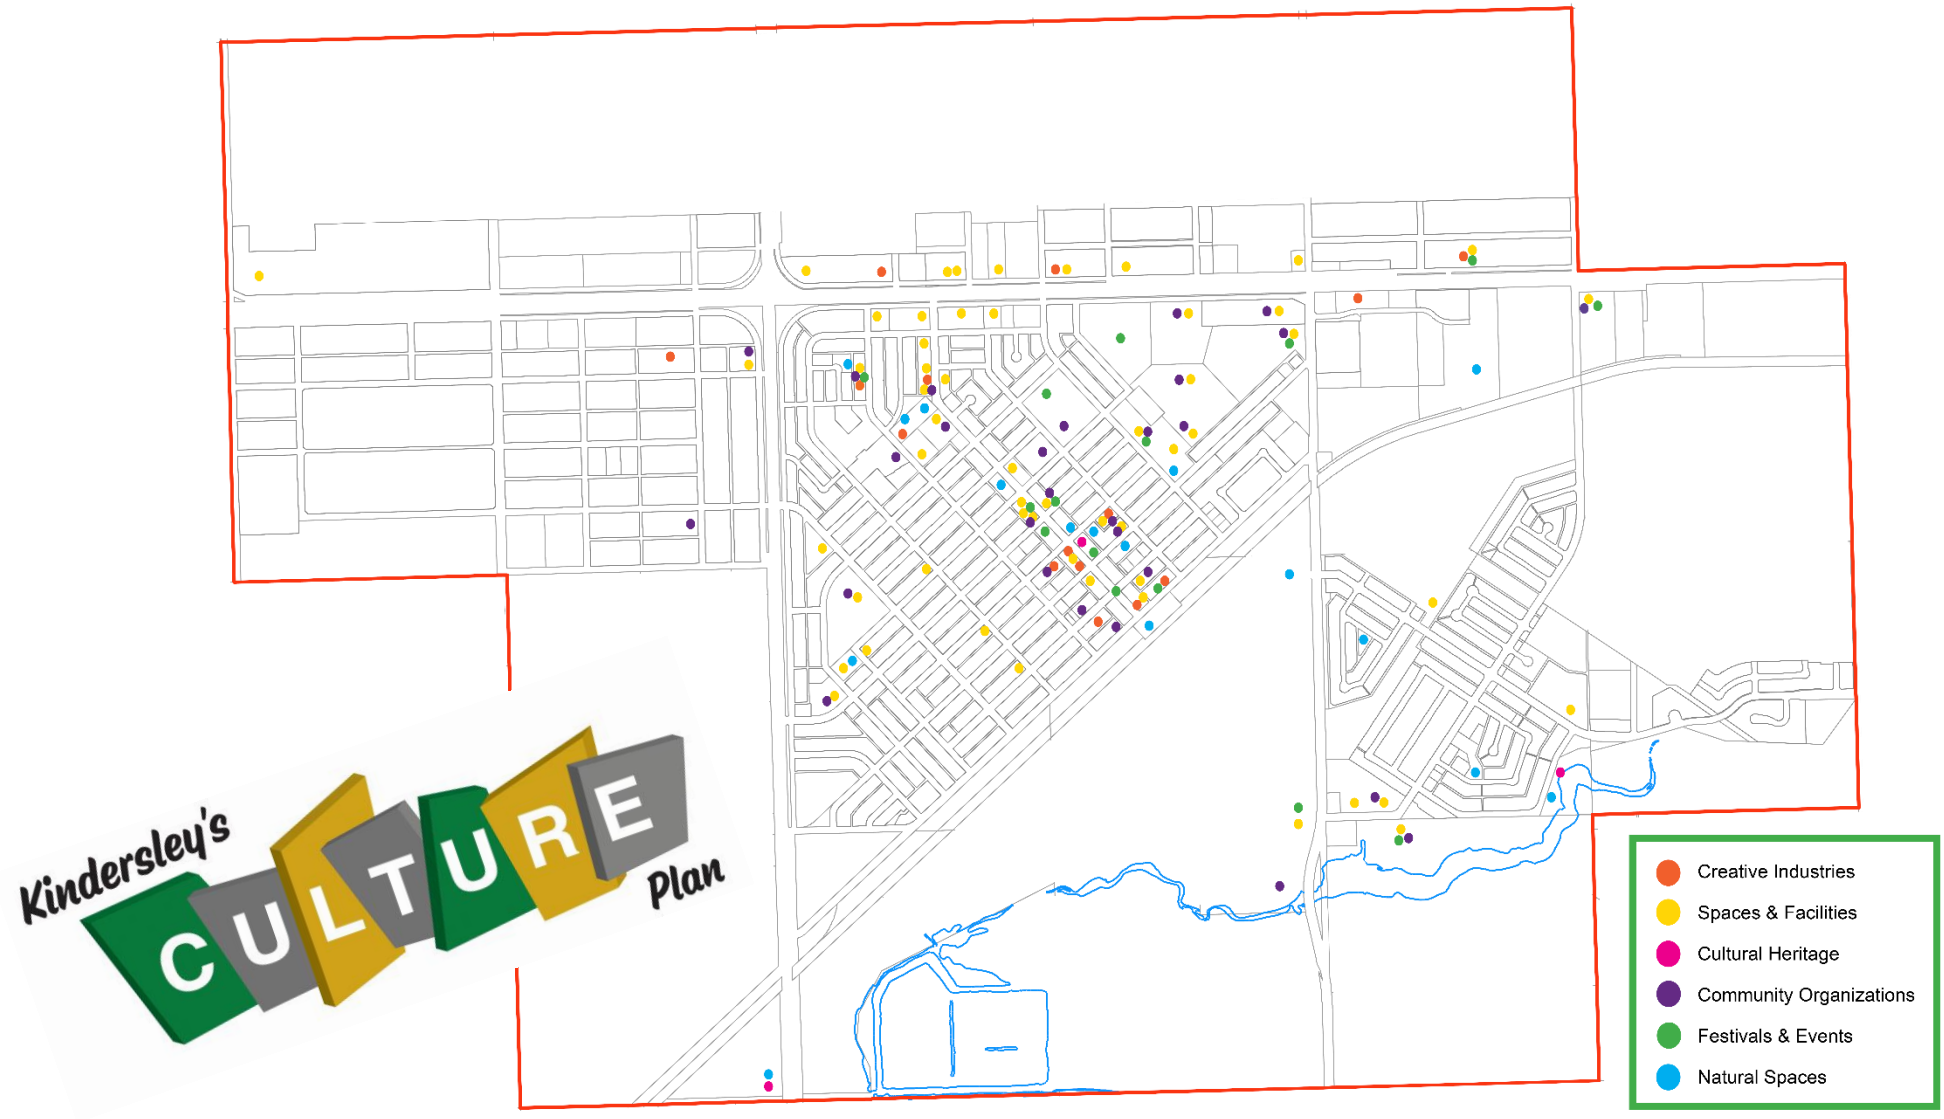 Kindersley's
CULTURE
Plan
Creative Industries
Spaces & Facilities
Cultural Heritage
Community Organizations
Festivals & Events
Natural Spaces